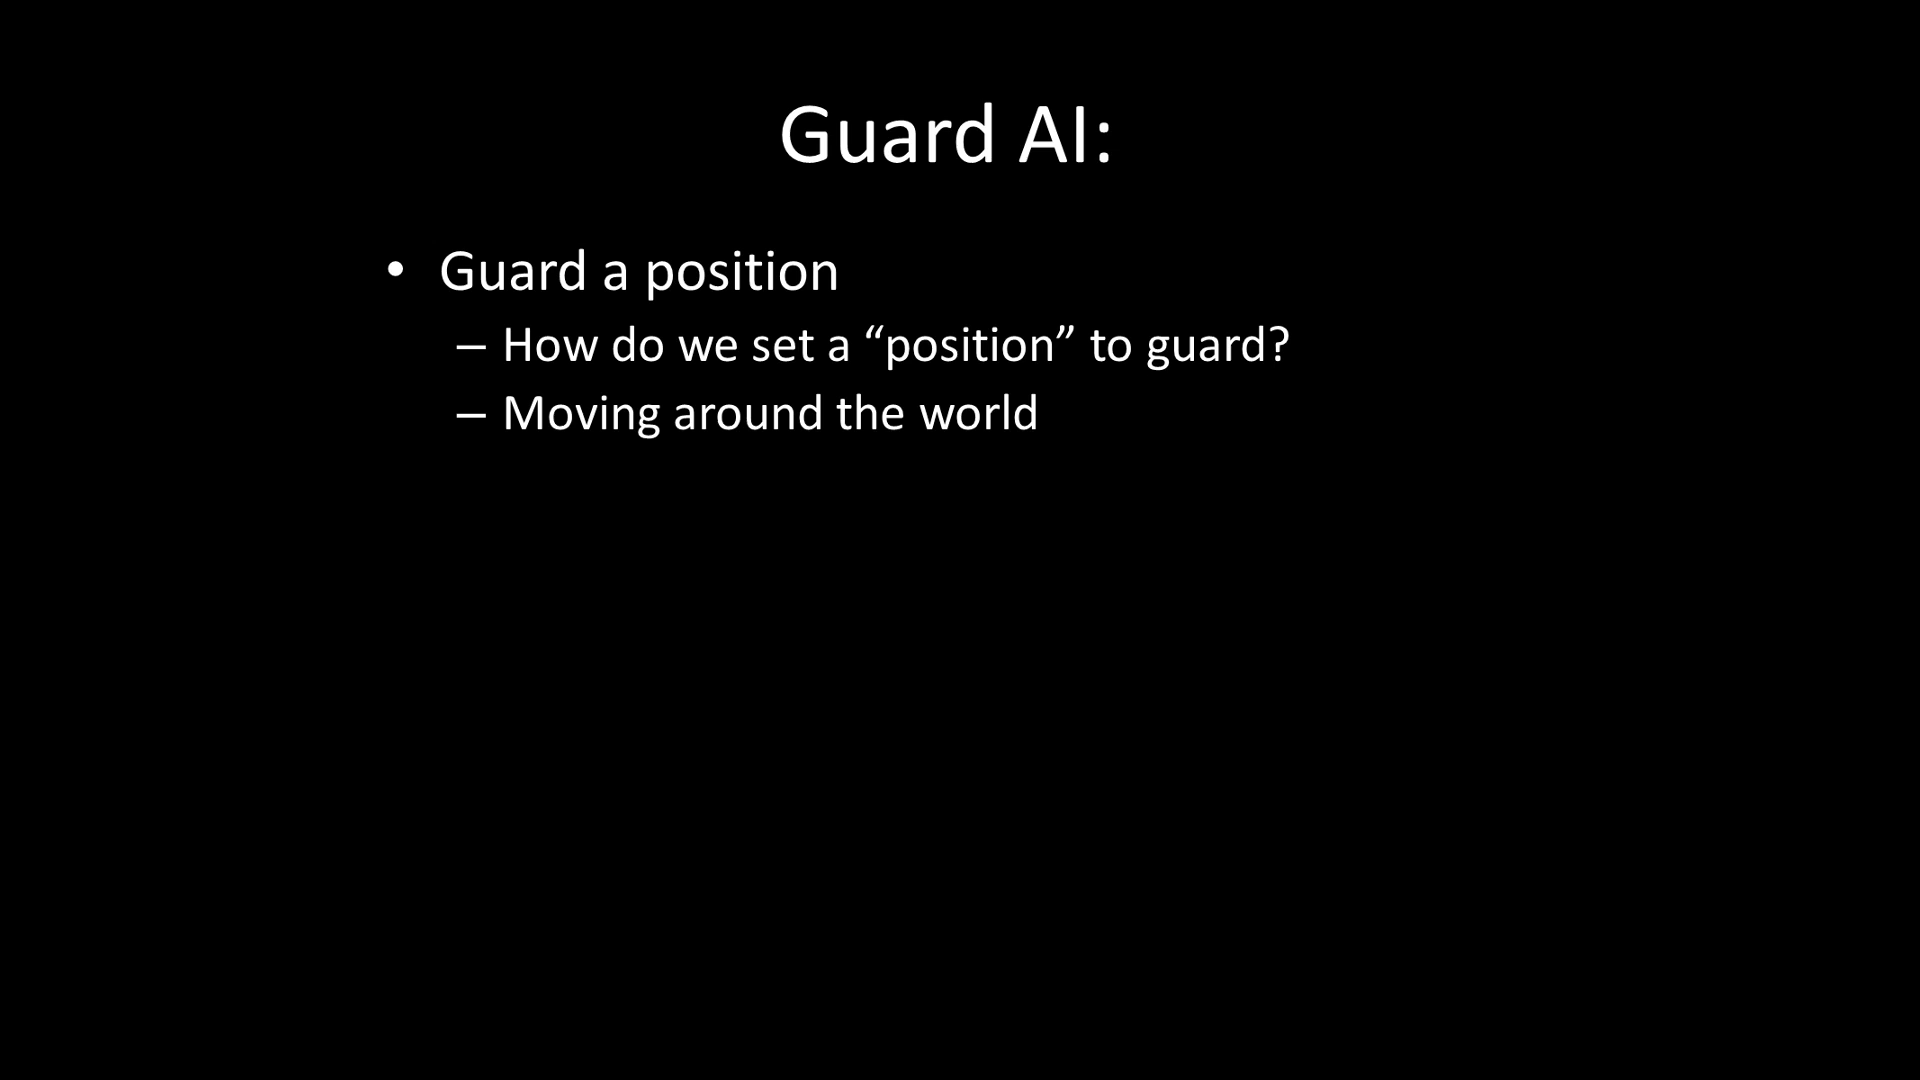 Guard AI:
• Guard a position
– How do we set a “position” to guard?
– Moving around the world